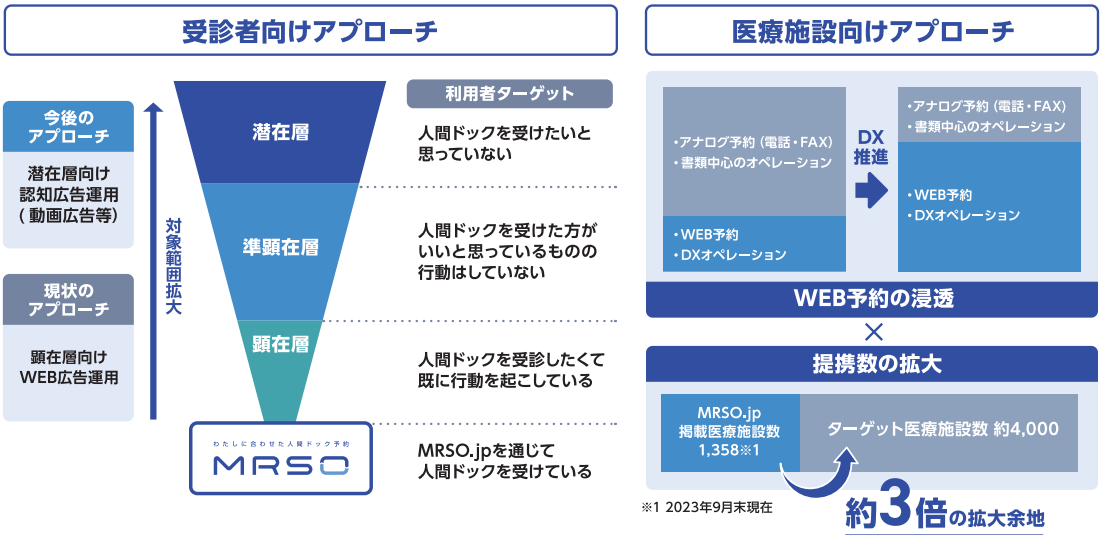 受診者向けアプローチ
今後の
アプローチ
潜在層向け
認知広告運用
( 動画広告等)
現状の
アプローチ
顕在層向け
WEB広告運用
対象範囲拡大
潜在層
準顕在層
顕在層
わたしに合わせた人間ドック予約
MRSO
利用者ターゲット
人間ドックを受けたいと
思っていない
人間ドックを受けた方が
いいと思っているものの
行動はしていない
人間ドックを受診したくて
既に行動を起こしている
MRSO.jpを通じて
人間ドックを受けている
医療施設向けアプローチ
・アナログ予約（電話・FAX）
・書類中心のオペレーション
・WEB予約
・DXオペレーション
DX
推進
・アナログ予約（電話・FAX）
・書類中心のオペレーション
・WEB予約
・DXオペレーション
WEB予約の浸透
×
提携数の拡大
MRSO.jp
掲載医療施設数
1,358※1
ターゲット医療施設数 約4,000
※1 2023年9月末現在
約3倍の拡大余地